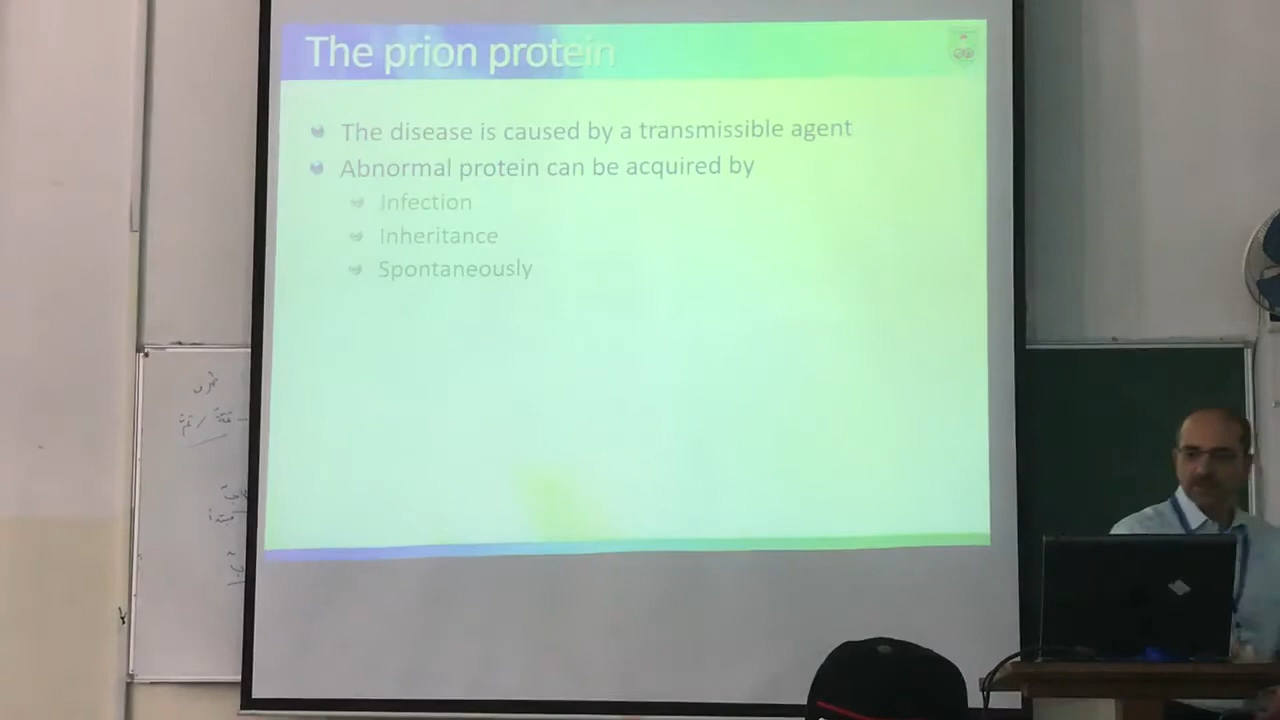 The prion protein
The disease is caused by a transmissible agent
Abnormal protein can be acquired by
Infection
Inheritance
Spontaneously